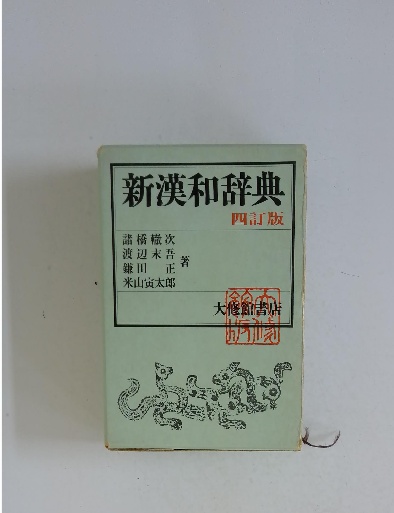 新漢和辞典
四訂版
諸橋轍次
渡辺末吾
鎌田正
米山寅太郎
著
大修館書店